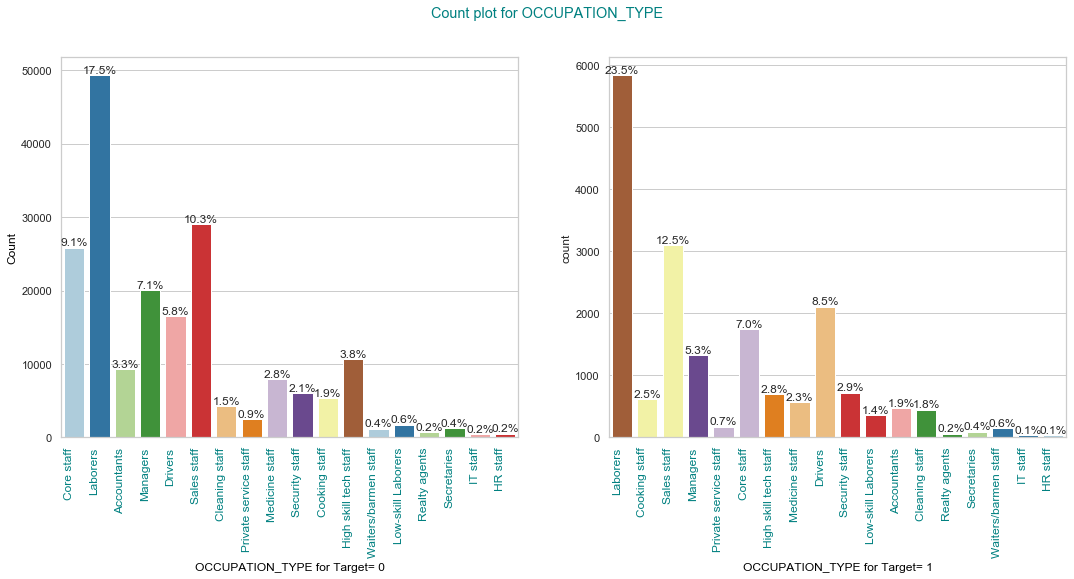 Count plot for OCCUPATION_TYPE
50000
40000
30000
20000
10000
0
Count
9.1%
17.5%
3.3%
7.1%
5.8%
10.3%
1.5%
0.9%
2.8%
2.1%
1.9%
3.8%
0.4%
0.6%
0.2%
0.4%
0.2%
0.2%
Core staff
Laborers
Accountants
Managers
Drivers
Sales staff
Cleaning staff
Private service staff
Medicine staff
Security staff
Cooking staff
High skill tech staff
Waiters/barmen staff
Low-skill Laborers
Realty agents
Secretaries
IT staff
HR staff
OCCUPATION_TYPE for Target= 0
6000
5000
4000
3000
2000
1000
0
count
23.5%
2.5%
12.5%
5.3%
0.7%
7.0%
2.8%
2.3%
8.5%
2.9%
1.4%
1.9%
1.8%
0.2%
0.4%
0.6%
0.1%
0.1%
Laborers
Cooking staff
Sales staff
Managers
Private service staff
Core staff
High skill tech staff
Medicine staff
Drivers
Security staff
Low-skill Laborers
Accountants
Cleaning staff
Realty agents
Secretaries
Waiters/barmen staff
IT staff
HR staff
OCCUPATION_TYPE for Target= 1